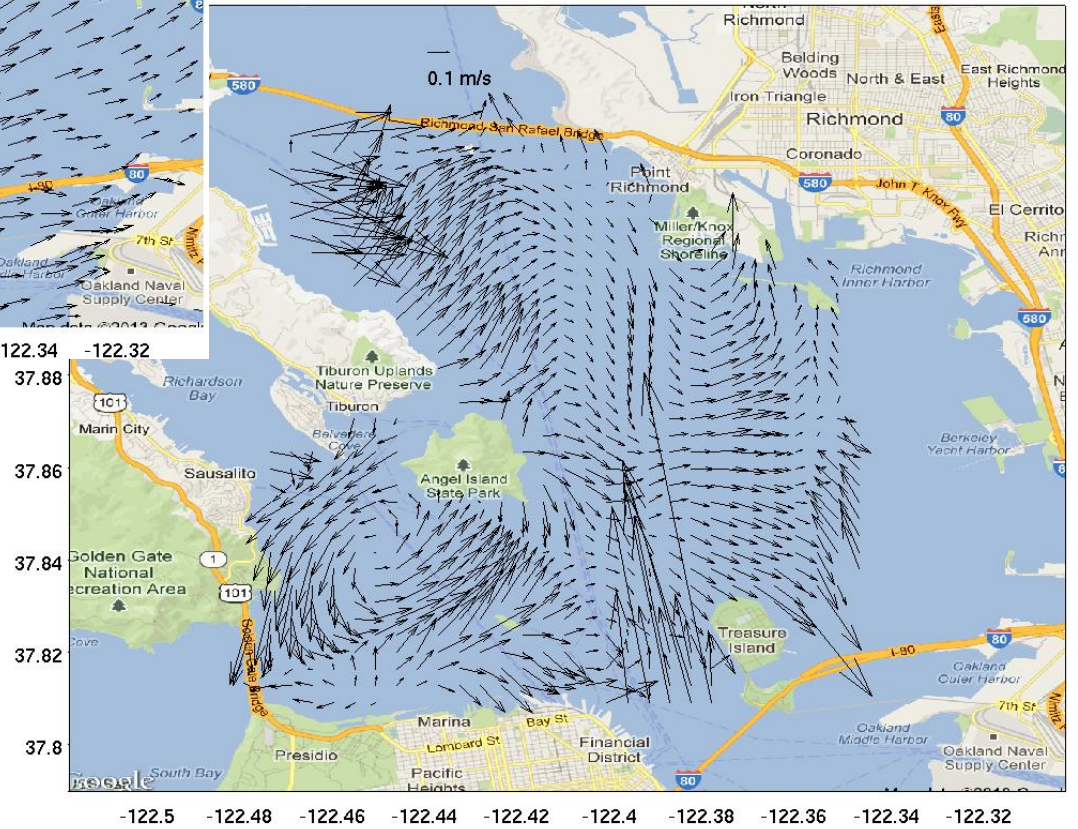 580
0.1 m/s
Richmond
Belding
Woods
North & East
East Richmond
Heights
Iron Triangle
80
Richmond
Richmond San Rafael Bridge
Coronado
580
John T Knox Fwy
Point
Richmond
El Cerrito
Miller/Knox
Regional
Shoreline
Richmond
Inner Harbor
580
80
I-80
Outer Harbor
7th St
Oakland Naval
Supply Center
-122.32
37.88
Richardson
Bay
101
Marin City
Tiburon Uplands
Nature Preserve
Tiburon
Belvedere
Cove
37.86
Sausalito
Angel Island
State Park
Berkeley
Yacht Harbor
37.84
Golden Gate
National
1
101
Treasure
Island
80
I-80
37.82
Oakland
Outer Harbor
7th St
Oakland
Middle Harbor
Oakland Naval
Supply Center
37.8
Marina
Bay St
Lombard St
Presidio
Financial
District
Pacific
Heights
South Bay
Google
80
-122.5
-122.48
-122.46
-122.44
-122.42
-122.4
-122.38
-122.36
-122.34
-122.32